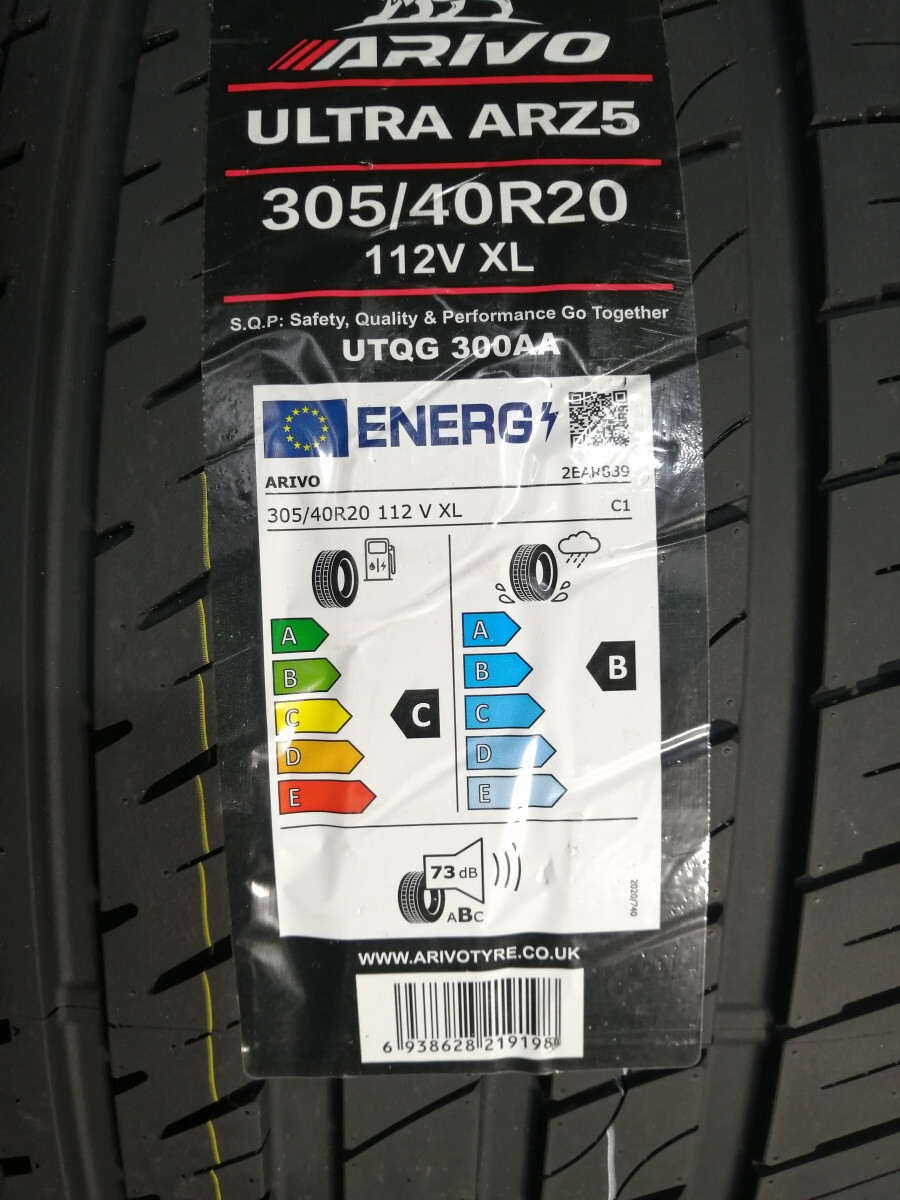 ARIVO
ULTRA ARZ5
305/40R20
112V XL
S.Q.P: Safety, Quality & Performance Go Together
UTQG 300AA
ENERG
ARIVO
305/40R20 112 V XL C1
A
B
C
D
E
C
A
B
C
D
E
B
73 dB
ABC
2020/740
WWW.ARIVOTYRE.CO.UK
6 938628 219198